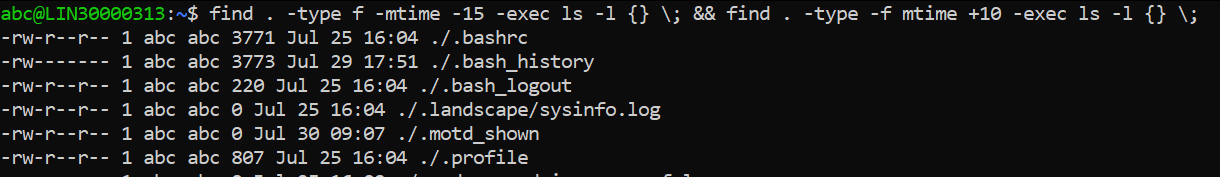 abc@LIN30000313:~$ find . -type f -mtime -15 -exec ls -l {} \; && find . -type -f mtime +10 -exec ls -l {} \;
-rw-r--r-- 1 abc abc 3771 Jul 25 16:04 ./.bashrc
-rw------- 1 abc abc 3773 Jul 29 17:51 ./.bash_history
-rw-r--r-- 1 abc abc 220 Jul 25 16:04 ./.bash_logout
-rw-r--r-- 1 abc abc 0 Jul 25 16:04 ./.landscape/sysinfo.log
-rw-r--r-- 1 abc abc 0 Jul 30 09:07 ./.motd_shown
-rw-r--r-- 1 abc abc 807 Jul 25 16:04 ./.profile